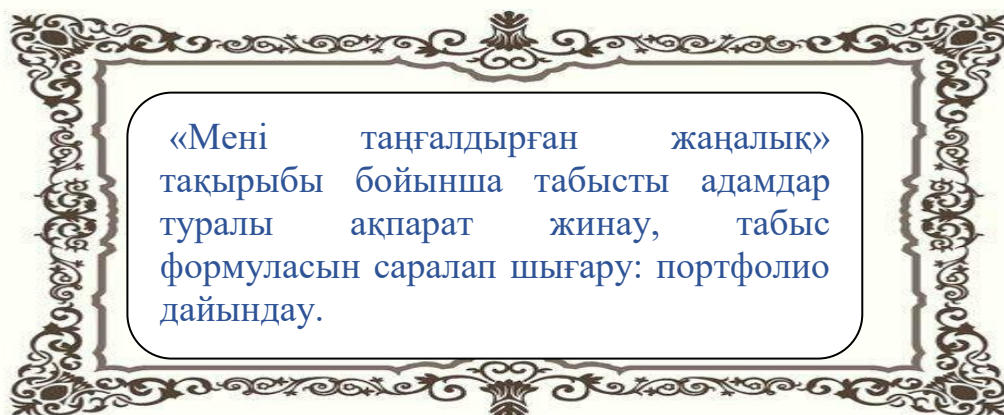 «Мені таңғалдырған жаңалық»
тақырыбы бойынша табысты адамдар
туралы ақпарат жинау, табыс
формуласын саралап шығару: портфолио
дайындау.